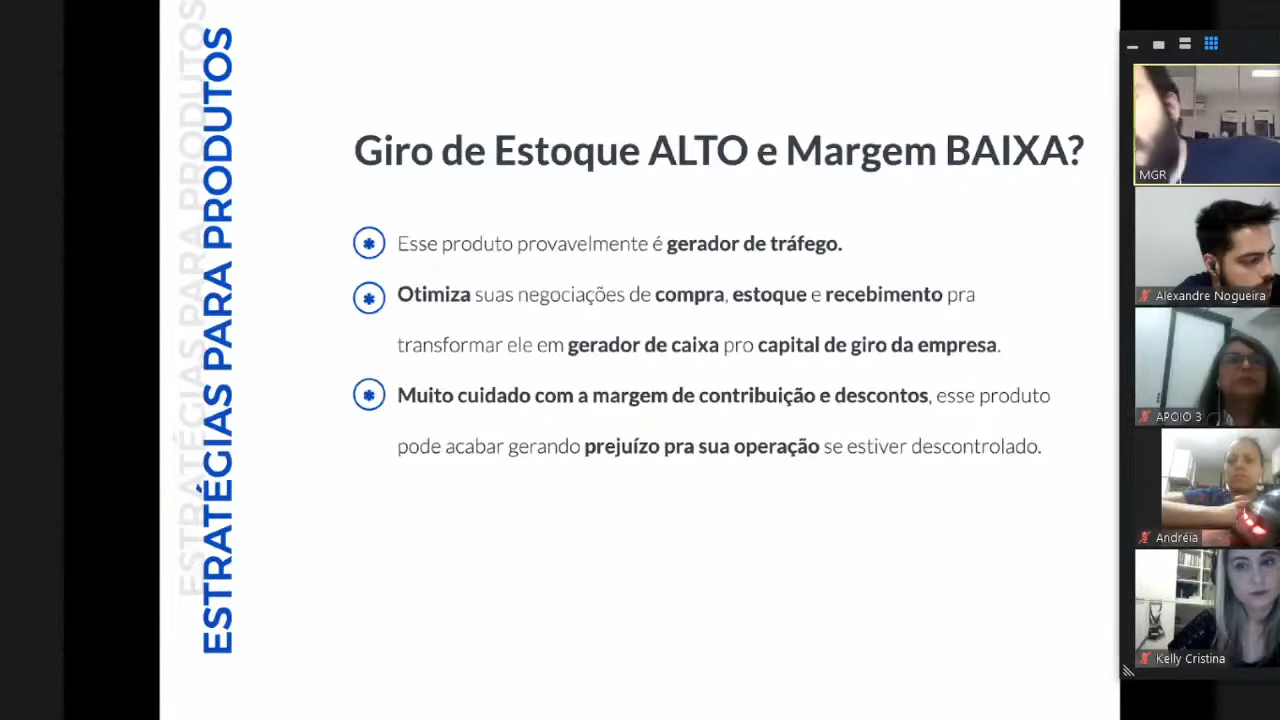 ESTRATÉGIAS PARA PRODUTOS
ESTRATÉGIAS PARA PRODUTOS
Giro de Estoque ALTO e Margem BAIXA?
Esse produto provavelmente é gerador de tráfego.
Otimiza suas negociações de compra, estoque e recebimento pra
transformar ele em gerador de caixa pro capital de giro da empresa.
Muito cuidado com a margem de contribuição e descontos, esse produto
pode acabar gerando prejuízo pra sua operação se estiver descontrolado.
MGR
Alexandre Nogueira
APOIO 3
Andréia
Kelly Cristina